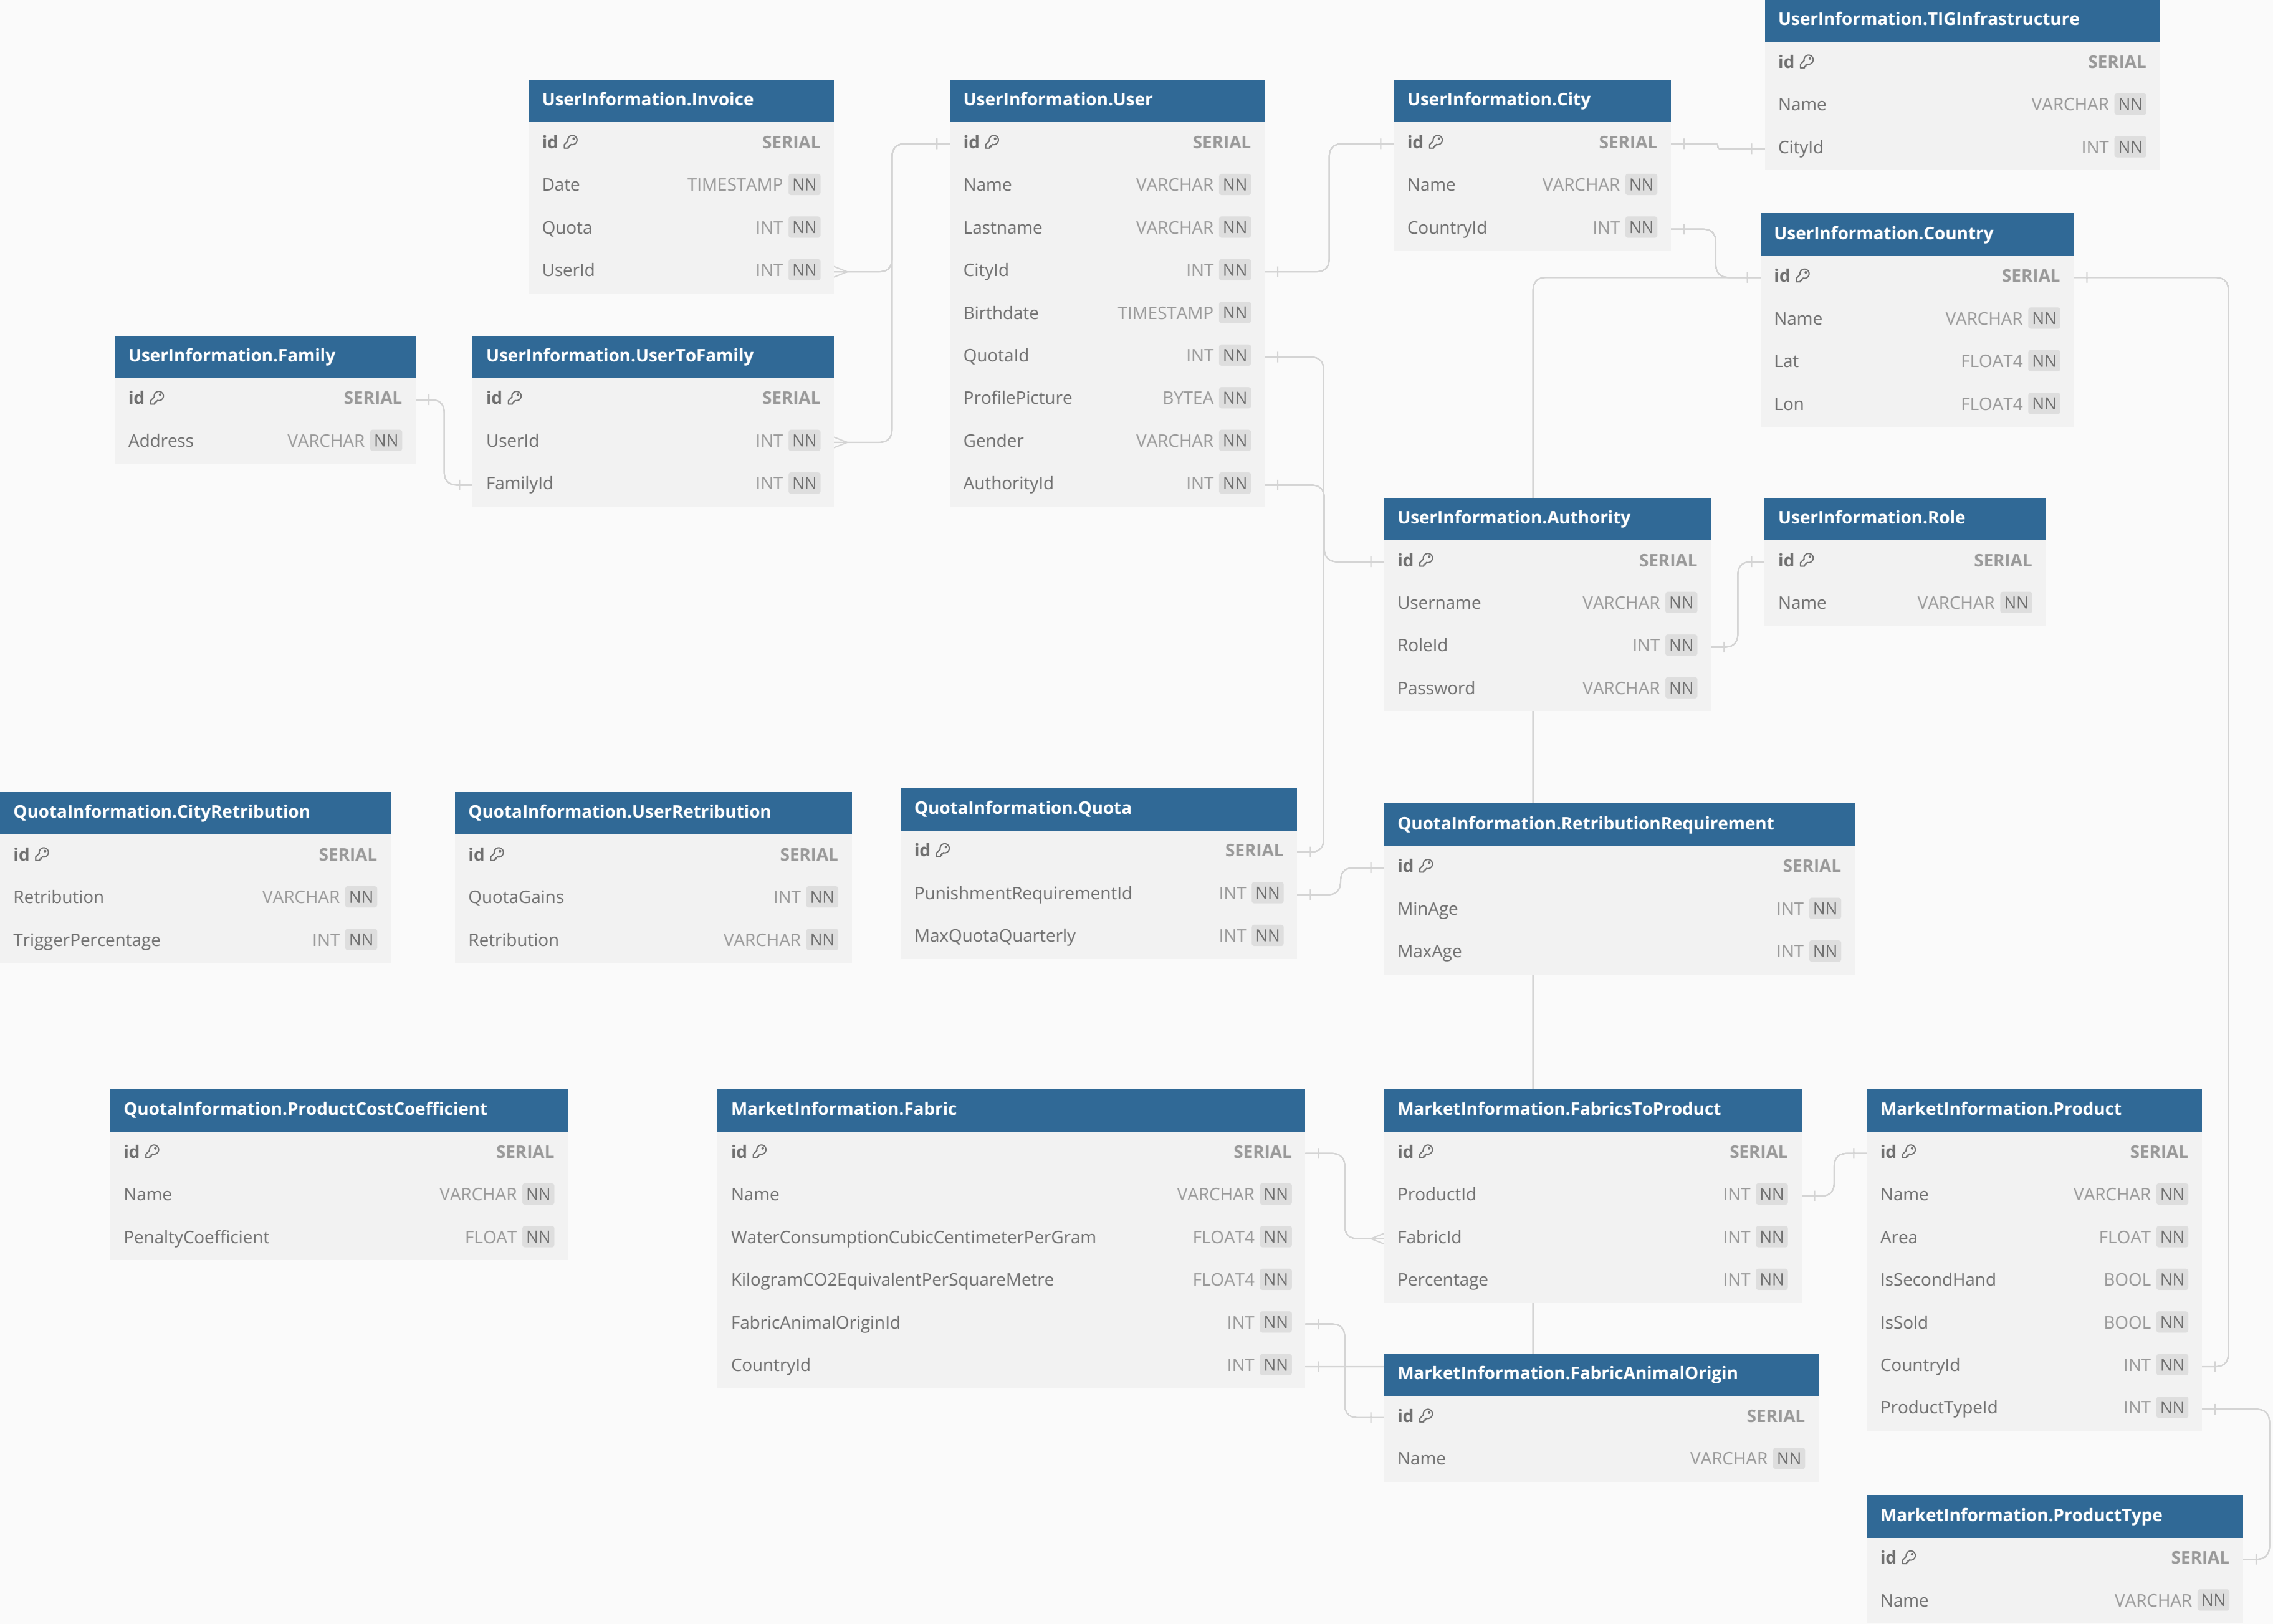 UserInformation.TIGInfrastructure
id SERIAL
Name VARCHAR NN
CityId INT NN
UserInformation.Invoice
id SERIAL
Date TIMESTAMP NN
Quota INT NN
UserId INT NN
UserInformation.User
id SERIAL
Name VARCHAR NN
Lastname VARCHAR NN
CityId INT NN
Birthdate TIMESTAMP NN
QuotaId INT NN
ProfilePicture BYTEA NN
Gender VARCHAR NN
AuthorityId INT NN
UserInformation.City
id SERIAL
Name VARCHAR NN
CountryId INT NN
UserInformation.Country
id SERIAL
Name VARCHAR NN
Lat FLOAT4 NN
Lon FLOAT4 NN
UserInformation.Family
id SERIAL
Address VARCHAR NN
UserInformation.UserToFamily
id SERIAL
UserId INT NN
FamilyId INT NN
UserInformation.Authority
id SERIAL
Username VARCHAR NN
RoleId INT NN
Password VARCHAR NN
UserInformation.Role
id SERIAL
Name VARCHAR NN
QuotaInformation.CityRetribution
id SERIAL
Retribution VARCHAR NN
TriggerPercentage INT NN
QuotaInformation.UserRetribution
id SERIAL
QuotaGains INT NN
Retribution VARCHAR NN
QuotaInformation.Quota
id SERIAL
PunishmentRequirementId INT NN
MaxQuotaQuarterly INT NN
QuotaInformation.RetributionRequirement
id SERIAL
MinAge INT NN
MaxAge INT NN
QuotaInformation.ProductCostCoefficient
id SERIAL
Name VARCHAR NN
PenaltyCoefficient FLOAT NN
MarketInformation.Fabric
id SERIAL
Name VARCHAR NN
WaterConsumptionCubicCentimeterPerGram FLOAT4 NN
KilogramCO2EquivalentPerSquareMetre FLOAT4 NN
FabricAnimalOriginId INT NN
CountryId INT NN
MarketInformation.FabricsToProduct
id SERIAL
ProductId INT NN
FabricId INT NN
Percentage INT NN
MarketInformation.Product
id SERIAL
Name VARCHAR NN
Area FLOAT NN
IsSecondHand BOOL NN
IsSold BOOL NN
CountryId INT NN
ProductTypeId INT NN
MarketInformation.FabricAnimalOrigin
id SERIAL
Name VARCHAR NN
MarketInformation.ProductType
id SERIAL
Name VARCHAR NN